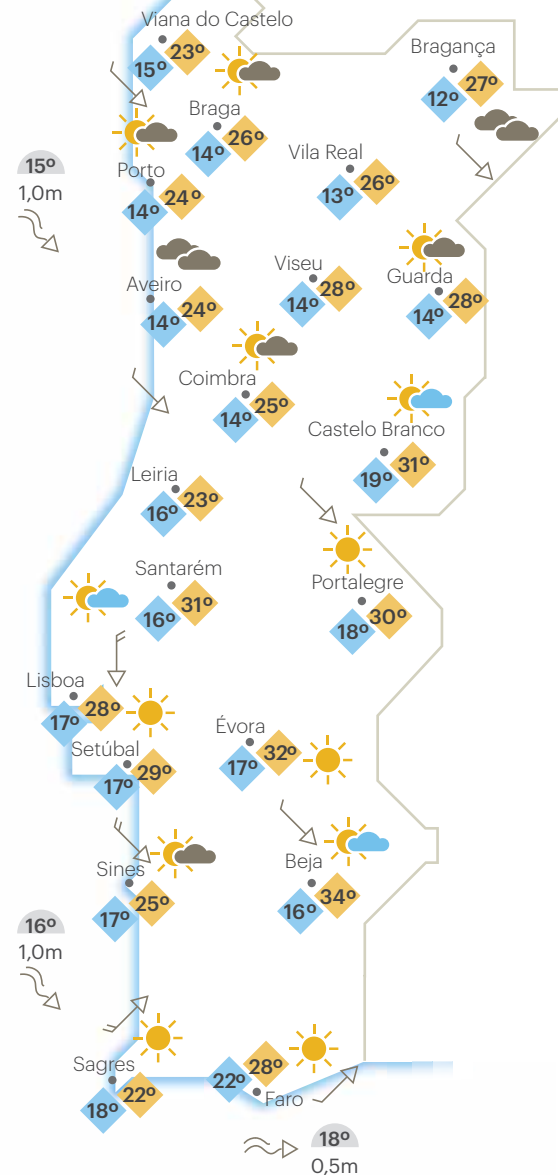 Viana do Castelo
23º
15º
Bragança
27º
12º
Braga
26º
14º
Vila Real
26º
13º
15º
1,0m
Porto
24º
14º
Viseu
28º
14º
Guarda
28º
14º
Aveiro
24º
14º
Coimbra
25º
14º
Castelo Branco
31º
19º
Leiria
23º
16º
Santarém
31º
16º
Portalegre
30º
18º
Lisboa
28º
17º
Setúbal
29º
17º
Évora
32º
17º
Sines
25º
17º
Beja
34º
16º
16º
1,0m
Sagres
22º
18º
28º
22º
Faro
18º
0,5m